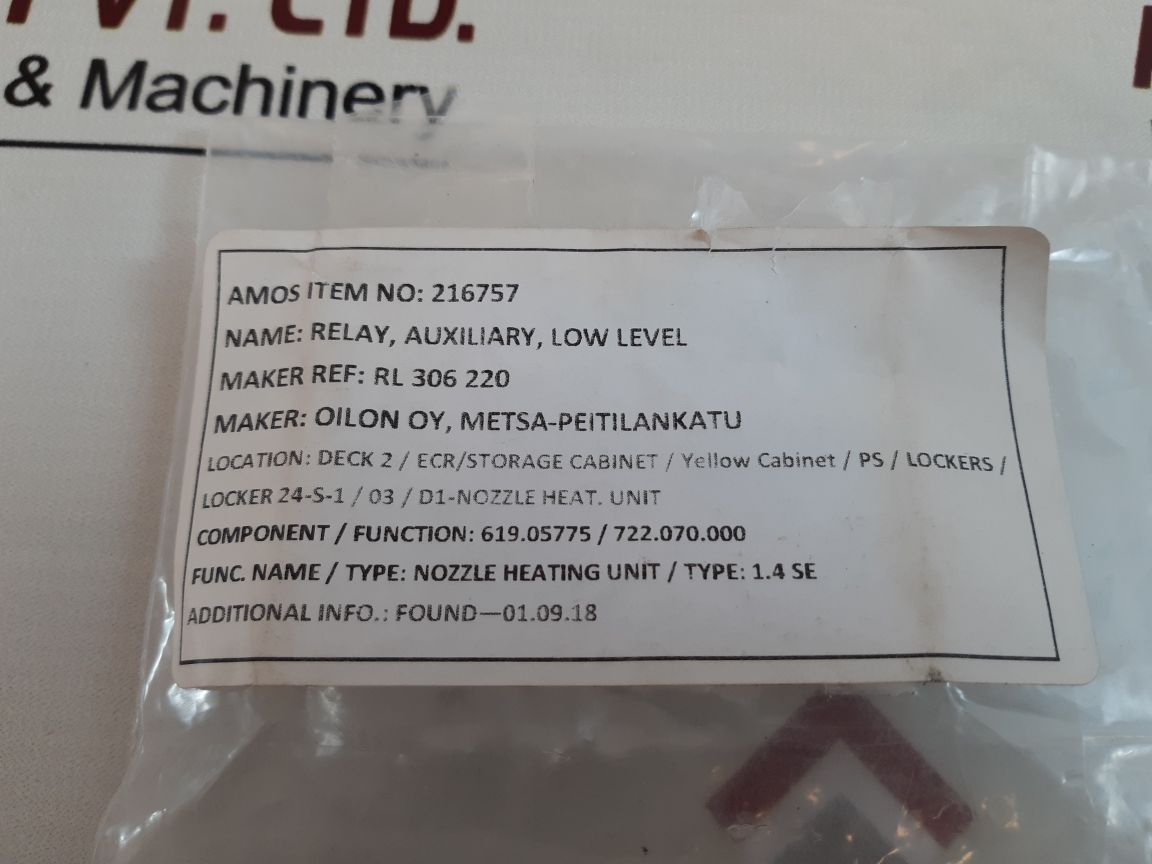 PVT. LTD.
& Machinery
AMOS ITEM NO: 216757
NAME: RELAY, AUXILIARY, LOW LEVEL
MAKER REF: RL 306 220
MAKER: OILON OY, METSA-PEITILANKATU
LOCATION: DECK 2 / ECR/STORAGE CABINET / Yellow Cabinet / PS / LOCKERS /
LOCKER 24-S-1 / 03 / D1-NOZZLE HEAT. UNIT
COMPONENT / FUNCTION: 619.05775 / 722.070.000
FUNC. NAME / TYPE: NOZZLE HEATING UNIT / TYPE: 1.4 SE
ADDITIONAL INFO.: FOUND—01.09.18